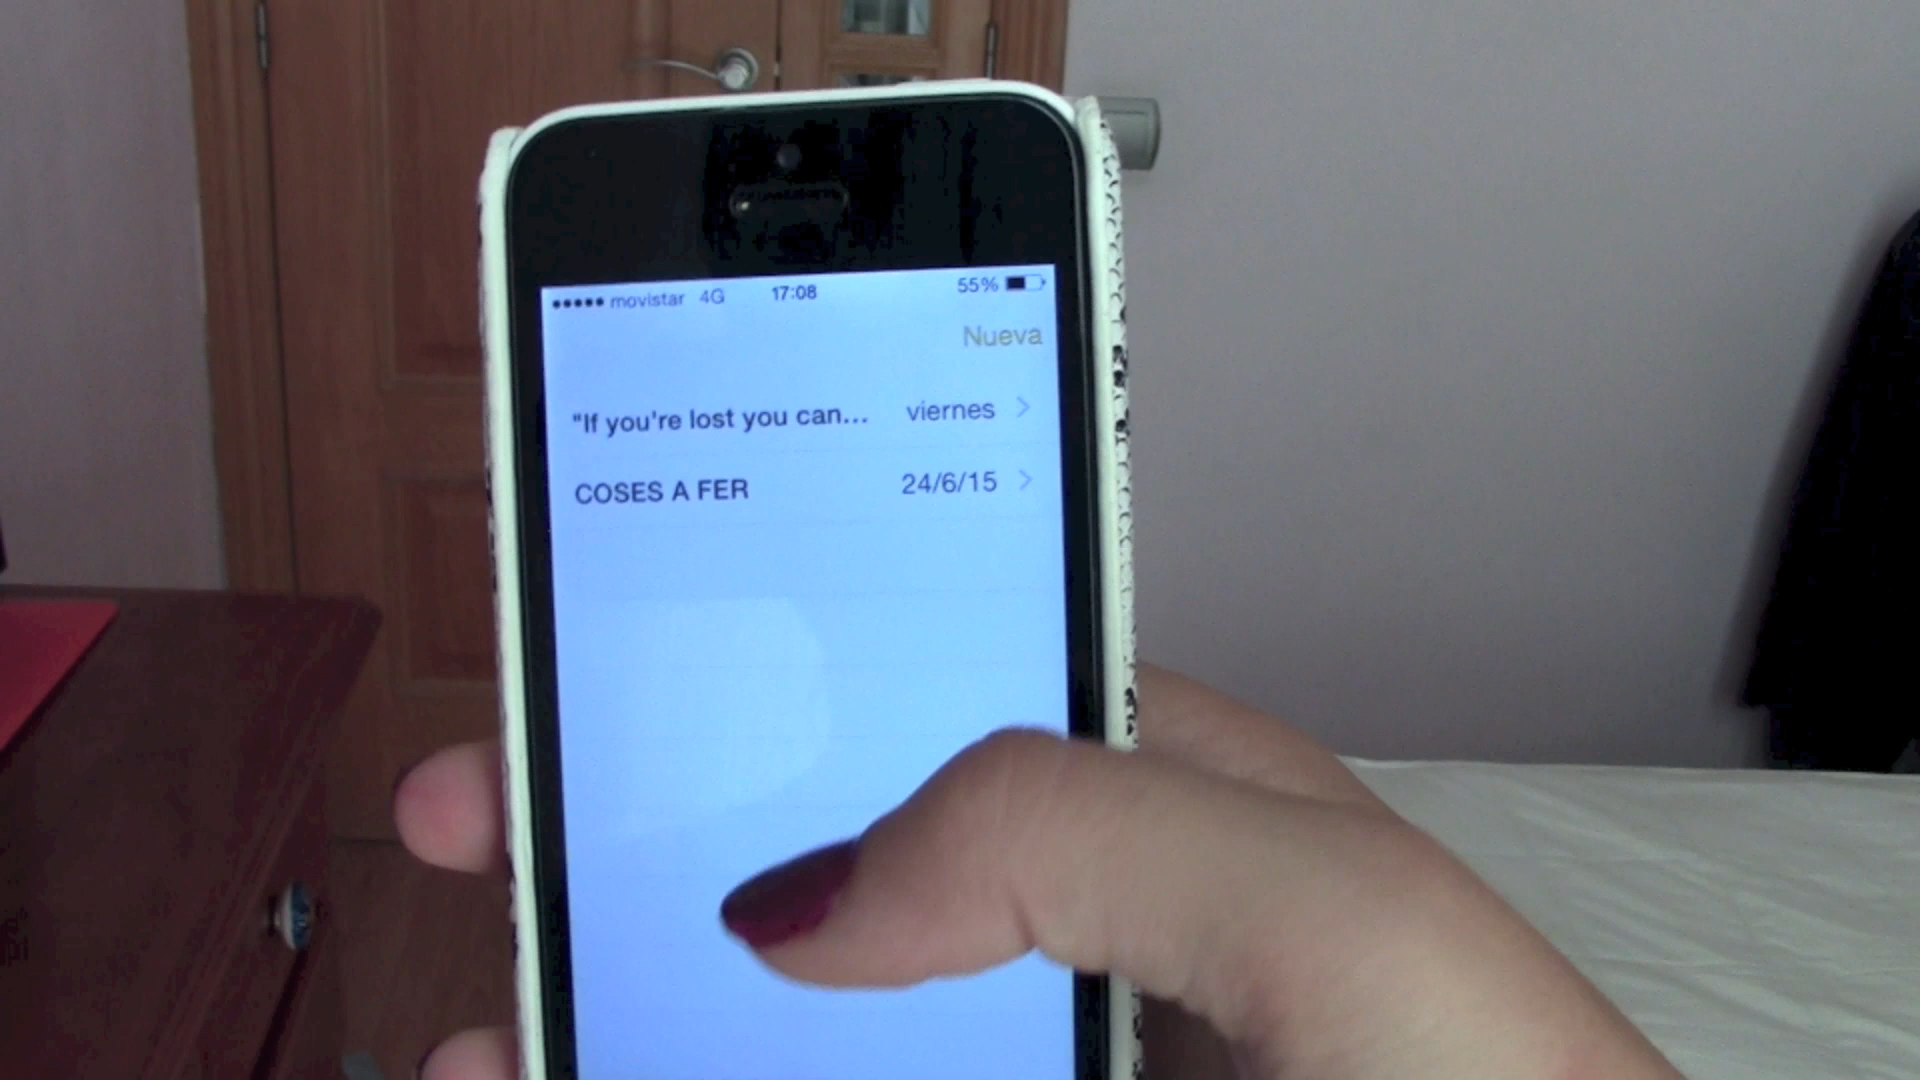 movistar 4G 17:08 55%
Nueva
"If you're lost you can... viernes
COSES A FER 24/6/15